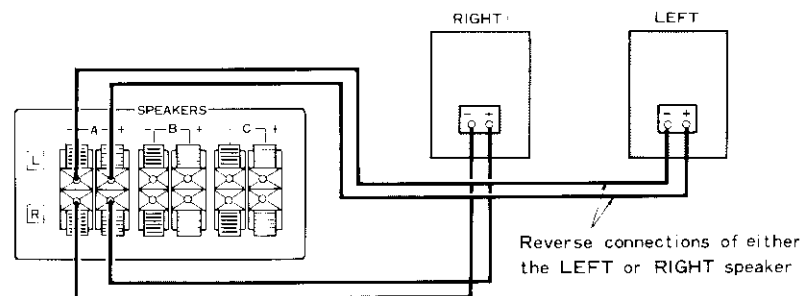 RIGHT
LEFT
SPEAKERS
- A + - B + - C +
- + - +
L
R
Reverse connections of either
the LEFT or RIGHT speaker